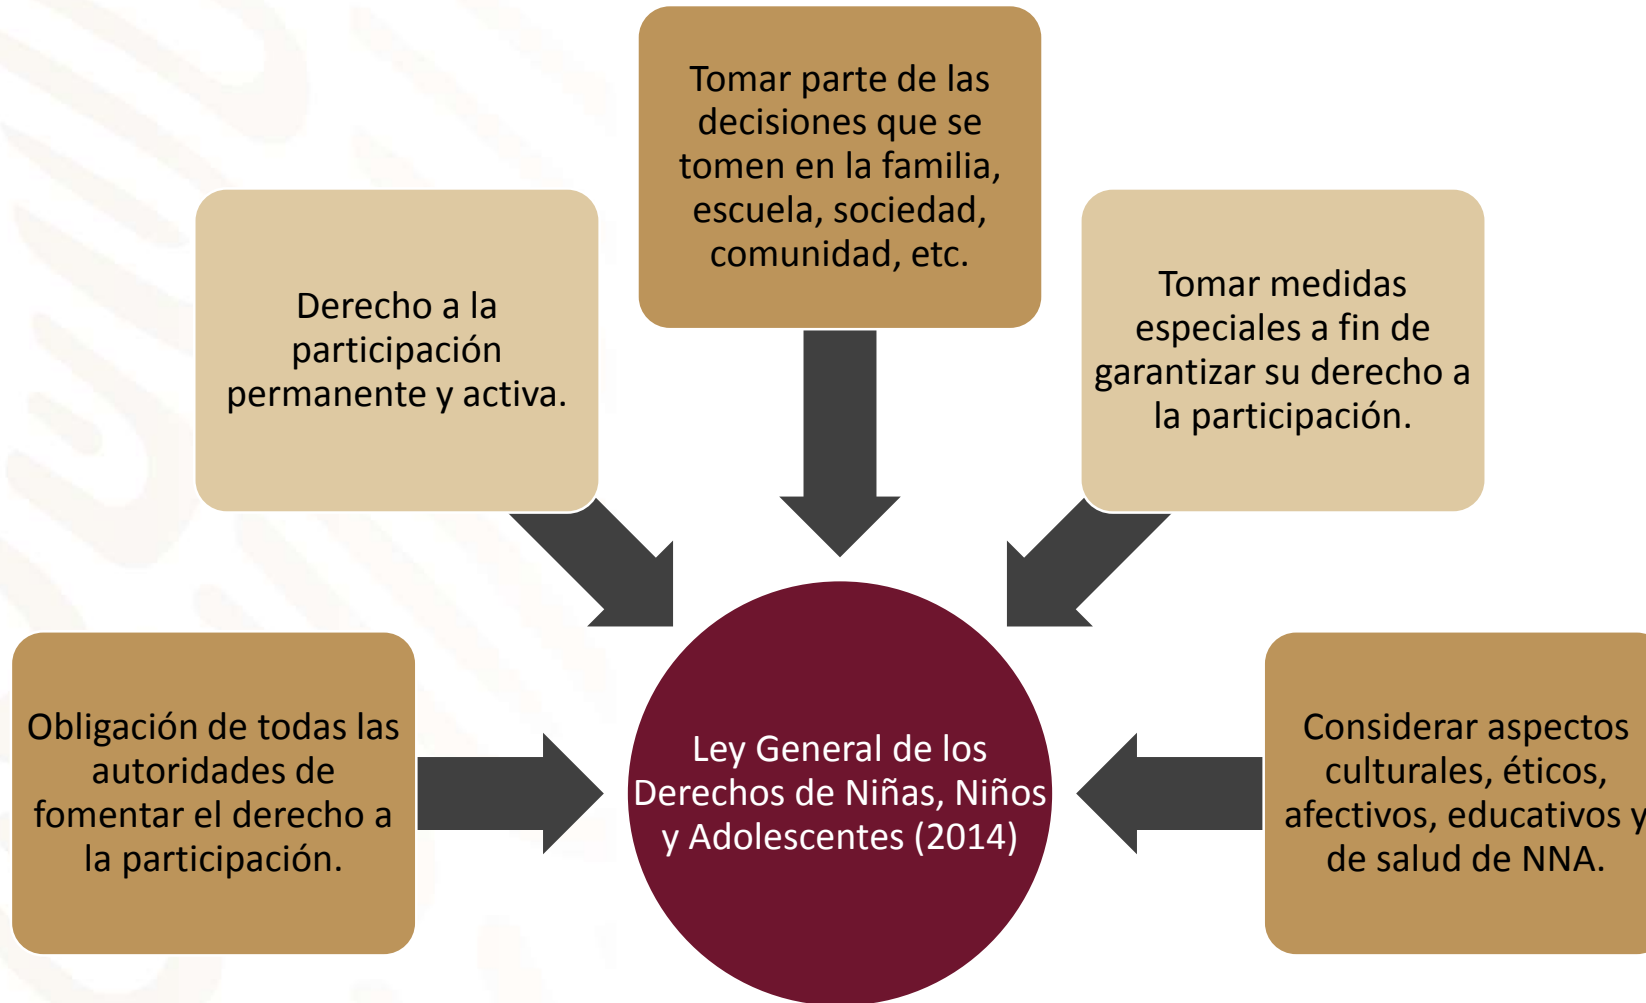 Tomar parte de las
decisiones que se
tomen en la familia,
escuela, sociedad,
comunidad, etc.
Derecho a la
participación
permanente y activa.
Tomar medidas
especiales a fin de
garantizar su derecho a
la participación.
Obligación de todas las
autoridades de
fomentar el derecho a
la participación.
Ley General de los
Derechos de Niñas, Niños
y Adolescentes (2014)
Considerar aspectos
culturales, éticos,
afectivos, educativos y
de salud de NNA.